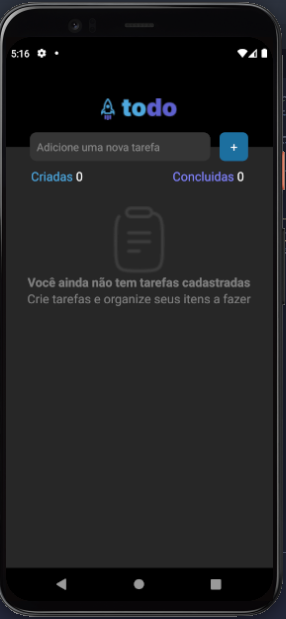 5:16
todo
Adicione uma nova tarefa
+
Criadas 0
Concluidas 0
Você ainda não tem tarefas cadastradas
Crie tarefas e organize seus itens a fazer